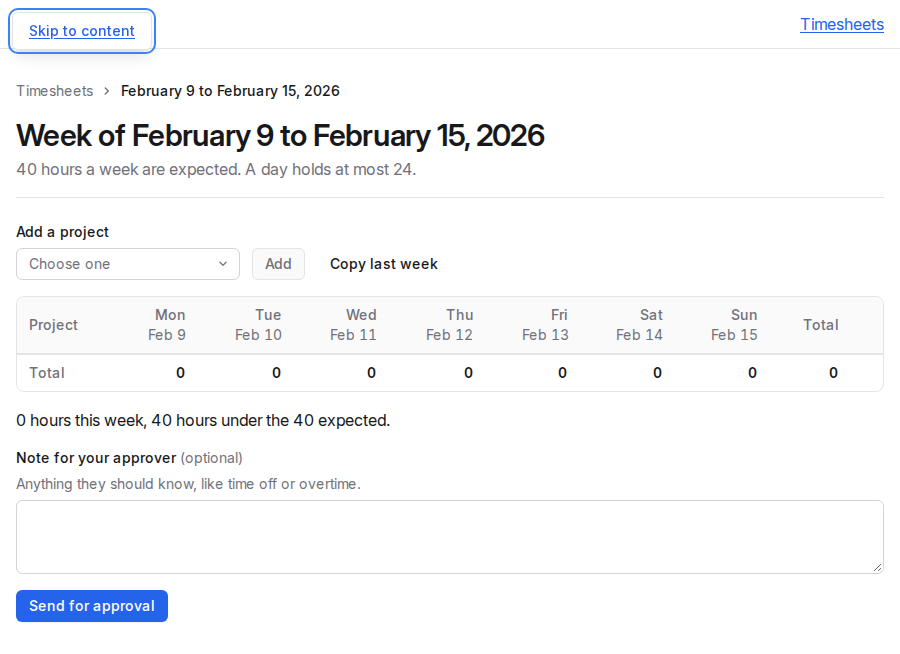 Skip to content
Timesheets
Timesheets > February 9 to February 15, 2026
Week of February 9 to February 15, 2026
40 hours a week are expected. A day holds at most 24.
Add a project
Choose one Add Copy last week
Project Mon Feb 9 Tue Feb 10 Wed Feb 11 Thu Feb 12 Fri Feb 13 Sat Feb 14 Sun Feb 15 Total
Total 0 0 0 0 0 0 0 0
0 hours this week, 40 hours under the 40 expected.
Note for your approver (optional)
Anything they should know, like time off or overtime.
Send for approval